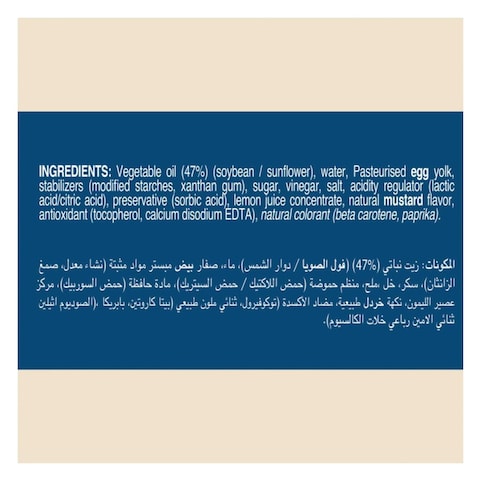 INGREDIENTS: Vegetable oil (47%) (soybean / sunflower), water, Pasteurised egg yolk,
stabilizers (modified starches, xanthan gum), sugar, vinegar, salt, acidity regulator (lactic
acid/citric acid), preservative (sorbic acid), lemon juice concentrate, natural mustard flavor,
antioxidant (tocopherol, calcium disodium EDTA), natural colorant (beta carotene, paprika).
المكونات: زيت نباتي (47%) (فول الصويا / دوار الشمس)، ماء، صفار بيض مبستر مواد مثبتة (نشاء معدل، صمغ
الزانثان)، سكر، خل ،ملح، منظم حموضة (حمض اللاكتيك / حمض السيتريك)، مادة حافظة (حمض السوربيك)، مركز
عصير الليمون، نكهة خردل طبيعية، مضاد الأكسدة (توكوفيرول، ثنائي ملون طبيعي (بيتا كاروتين، بابريكا ).(الصوديوم اثيلين
ثنائي الامين رباعي خلات الكالسيوم).